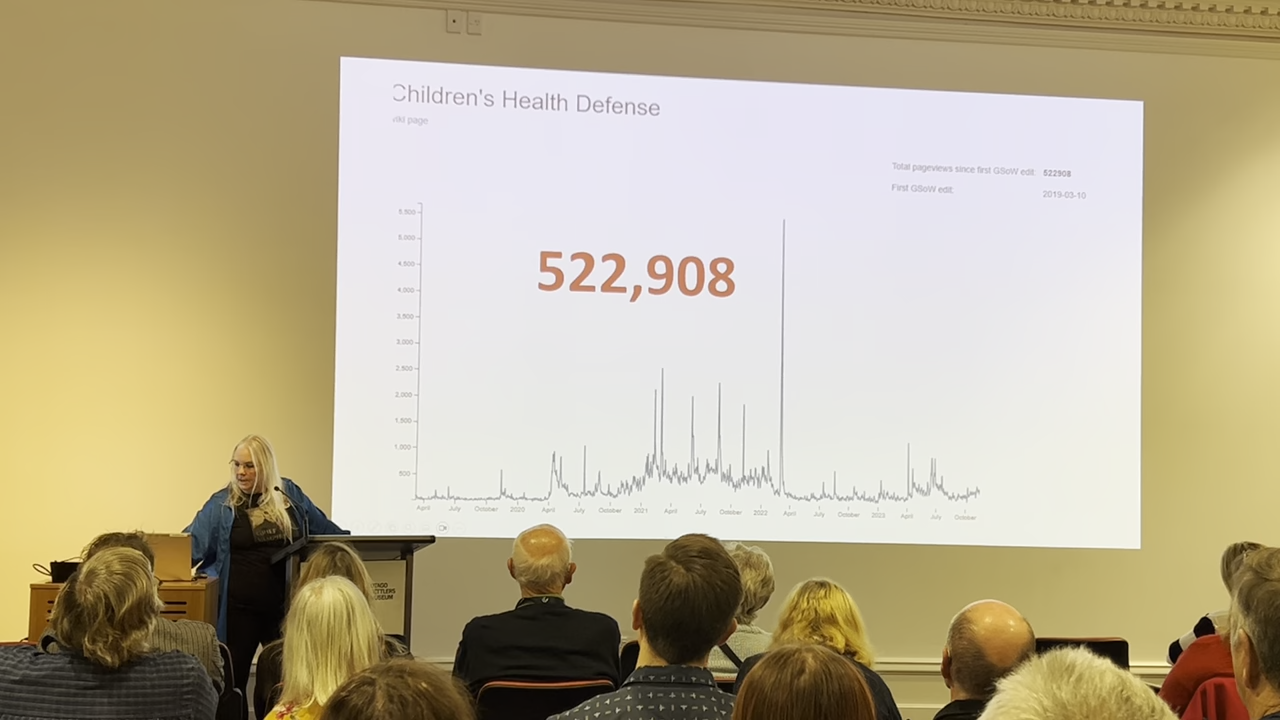 Children's Health Defense
wiki page
Total pageviews since first GSoW edit: 522908
First GSoW edit: 2019-03-10
5,500
5,000
4,500
4,000
3,500
3,000
2,500
2,000
1,500
1,000
500
522,908
April July October 2020 April July October 2021 April July October 2022 April July October 2023 April July October